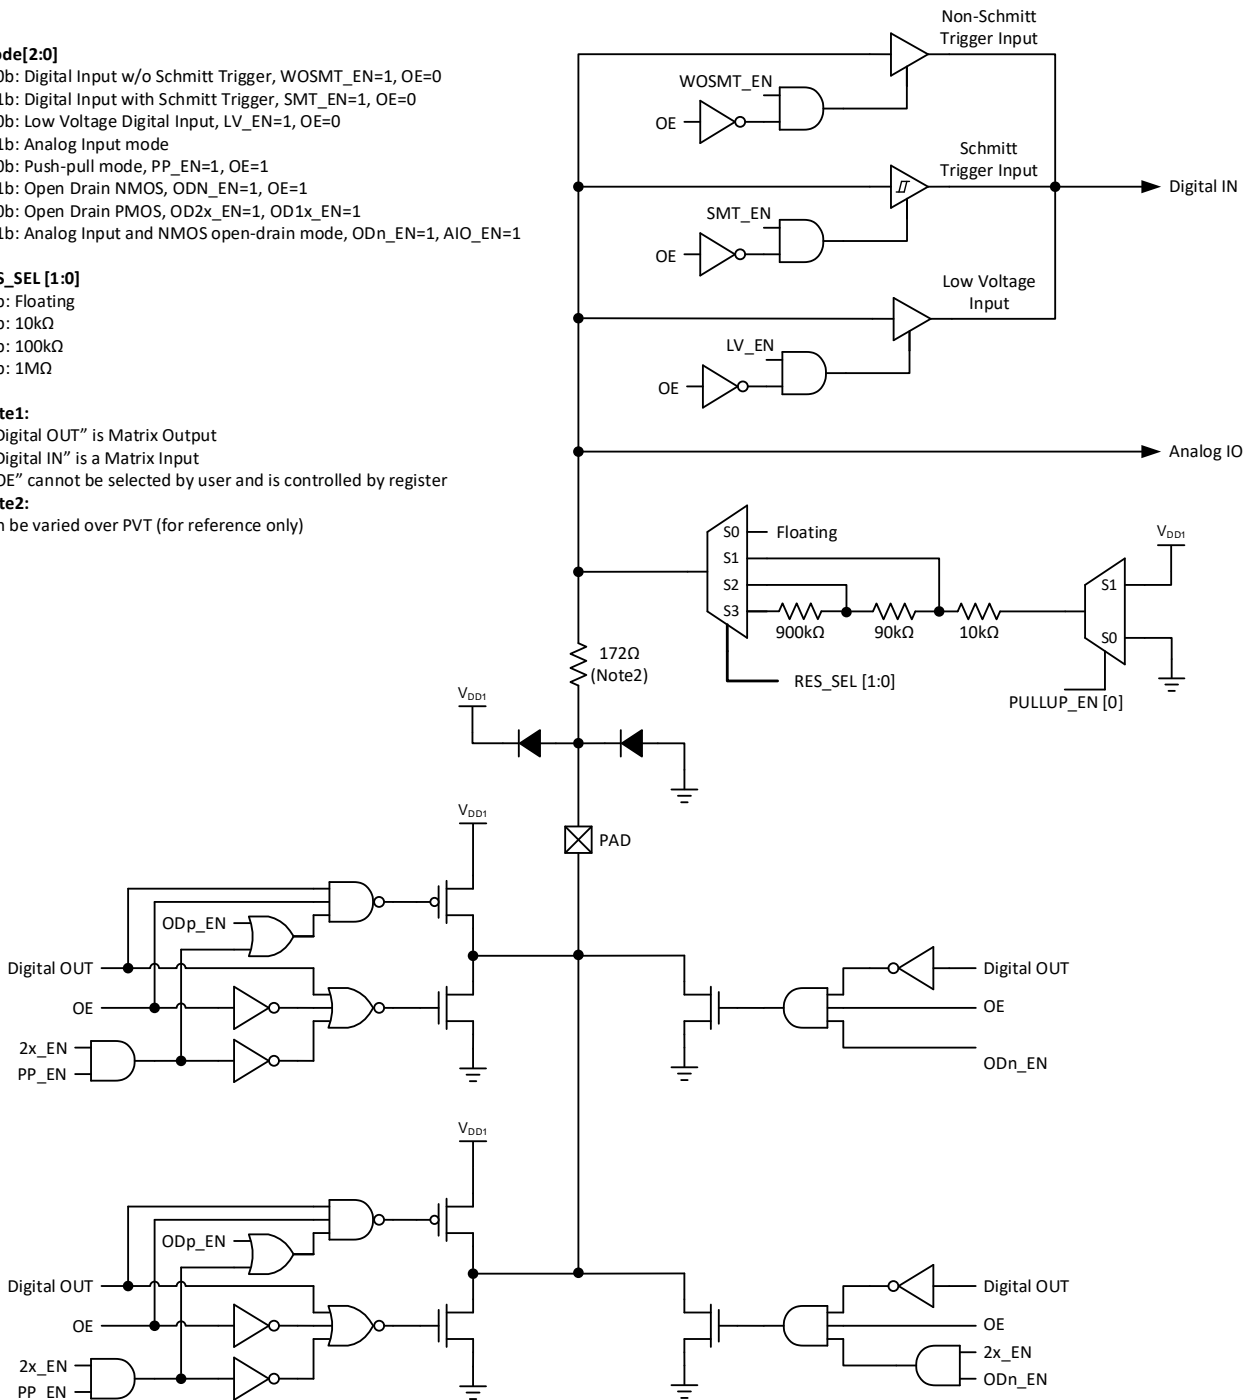 ode[2:0]
0b: Digital Input w/o Schmitt Trigger, WOSMT_EN=1, OE=0
1b: Digital Input with Schmitt Trigger, SMT_EN=1, OE=0
0b: Low Voltage Digital Input, LV_EN=1, OE=0
1b: Analog Input mode
0b: Push-pull mode, PP_EN=1, OE=1
1b: Open Drain NMOS, ODN_EN=1, OE=1
0b: Open Drain PMOS, OD2x_EN=1, OD1x_EN=1
1b: Analog Input and NMOS open-drain mode, ODn_EN=1, AIO_EN=1
S_SEL [1:0]
b: Floating
b: 10kΩ
b: 100kΩ
b: 1MΩ
te1:
Digital OUT" is Matrix Output
Digital IN" is a Matrix Input
OE" cannot be selected by user and is controlled by register
te2:
n be varied over PVT (for reference only)
Non-Schmitt
Trigger Input
WOSMT_EN
OE
Schmitt
Trigger Input
Digital IN
SMT_EN
OE
Low Voltage
Input
LV_EN
OE
Analog IO
S0
Floating
S1
S2
S3
900kΩ
90kΩ
10kΩ
VDD1
S1
S0
RES_SEL [1:0]
PULLUP_EN [0]
172Ω
(Note2)
VDD1
PAD
VDD1
ODp_EN
Digital OUT
OE
2x_EN
PP_EN
Digital OUT
OE
ODn_EN
VDD1
ODp_EN
Digital OUT
OE
2x_EN
PP_EN
Digital OUT
OE
2x_EN
ODn_EN